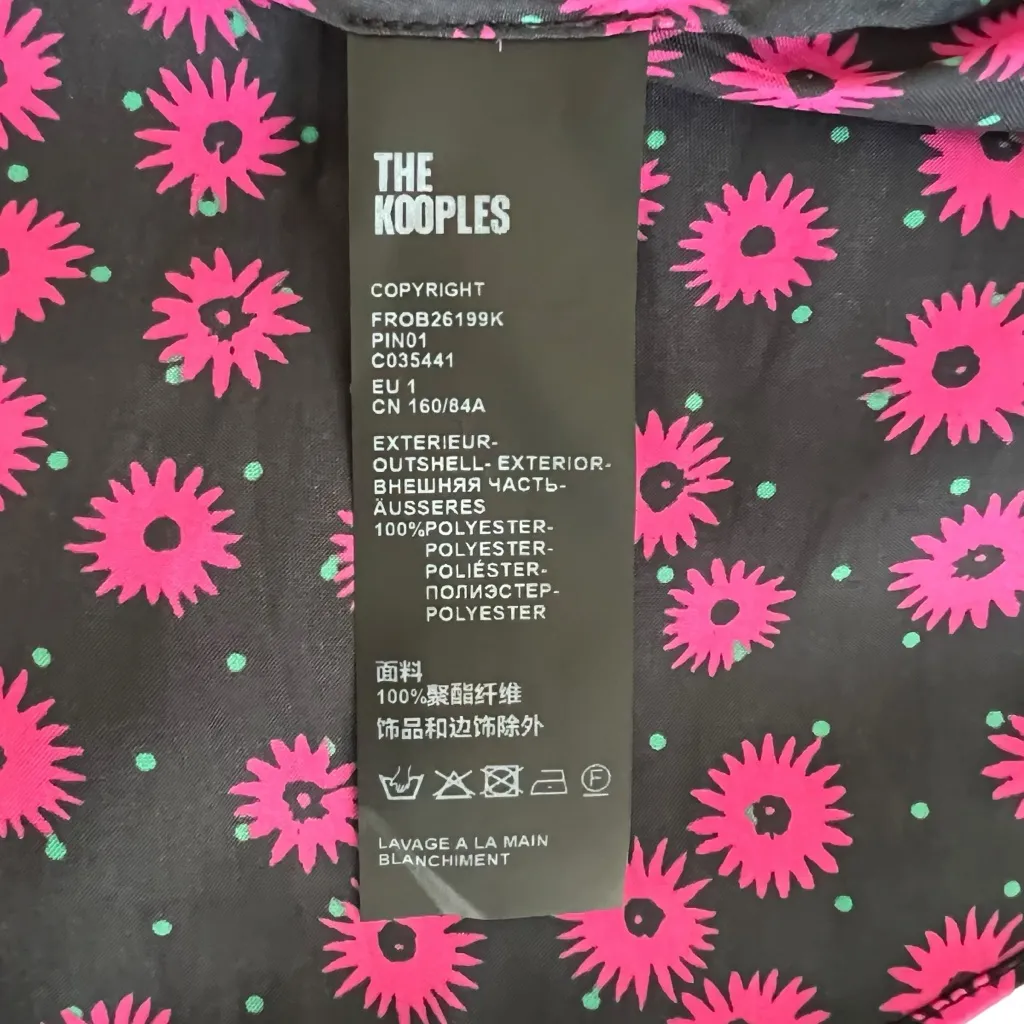 THE
KOOPLES
COPYRIGHT
FROB26199K
PIN01
C035441
EU 1
CN 160/84A
EXTERIEUR-
OUTSHELL- EXTERIOR-
ВНЕШНЯЯ ЧАСТЬ-
ÄUSSERES
100%POLYESTER-
POLYESTER-
POLIÉSTER-
ПОЛИЭСТЕР-
POLYESTER
面料
100%聚酯纤维
饰品和边饰除外
F
LAVAGE A LA MAIN
BLANCHIMENT